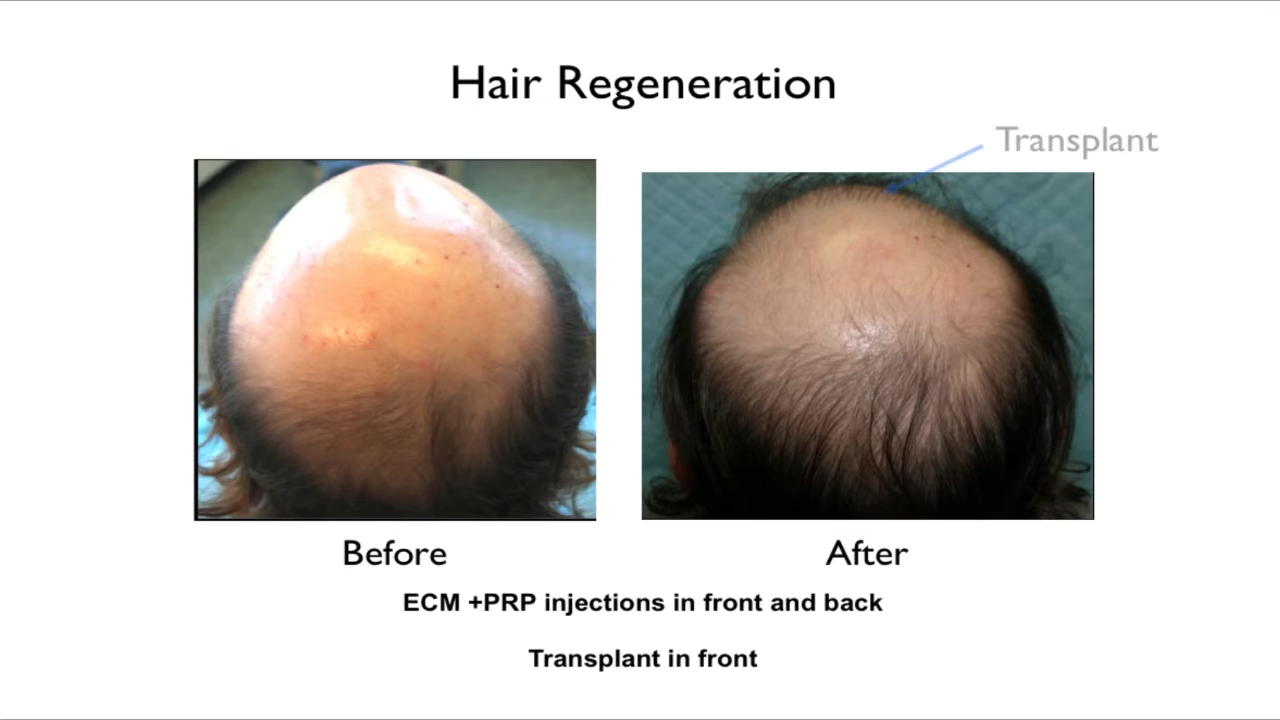 Hair Regeneration
Transplant
Before
After
ECM +PRP injections in front and back
Transplant in front